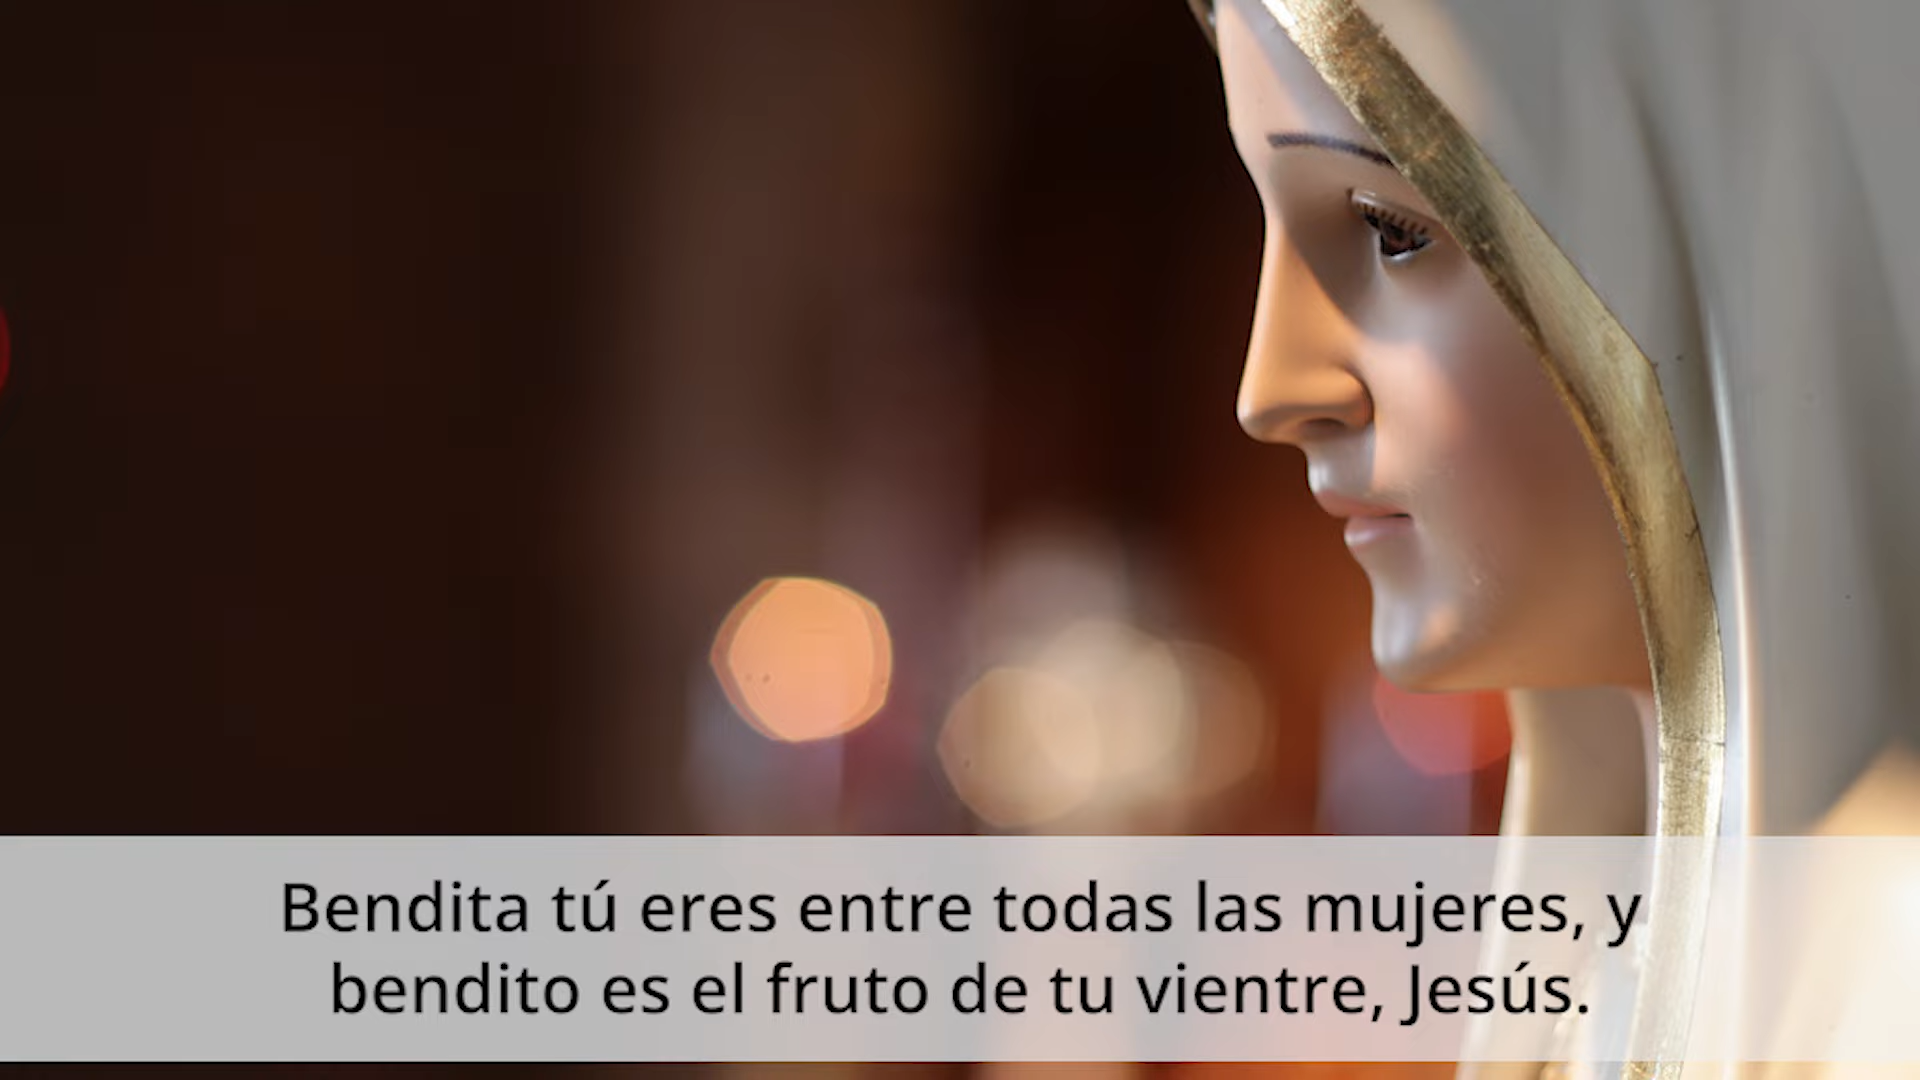 Bendita tú eres entre todas las mujeres, y
bendito es el fruto de tu vientre, Jesús.